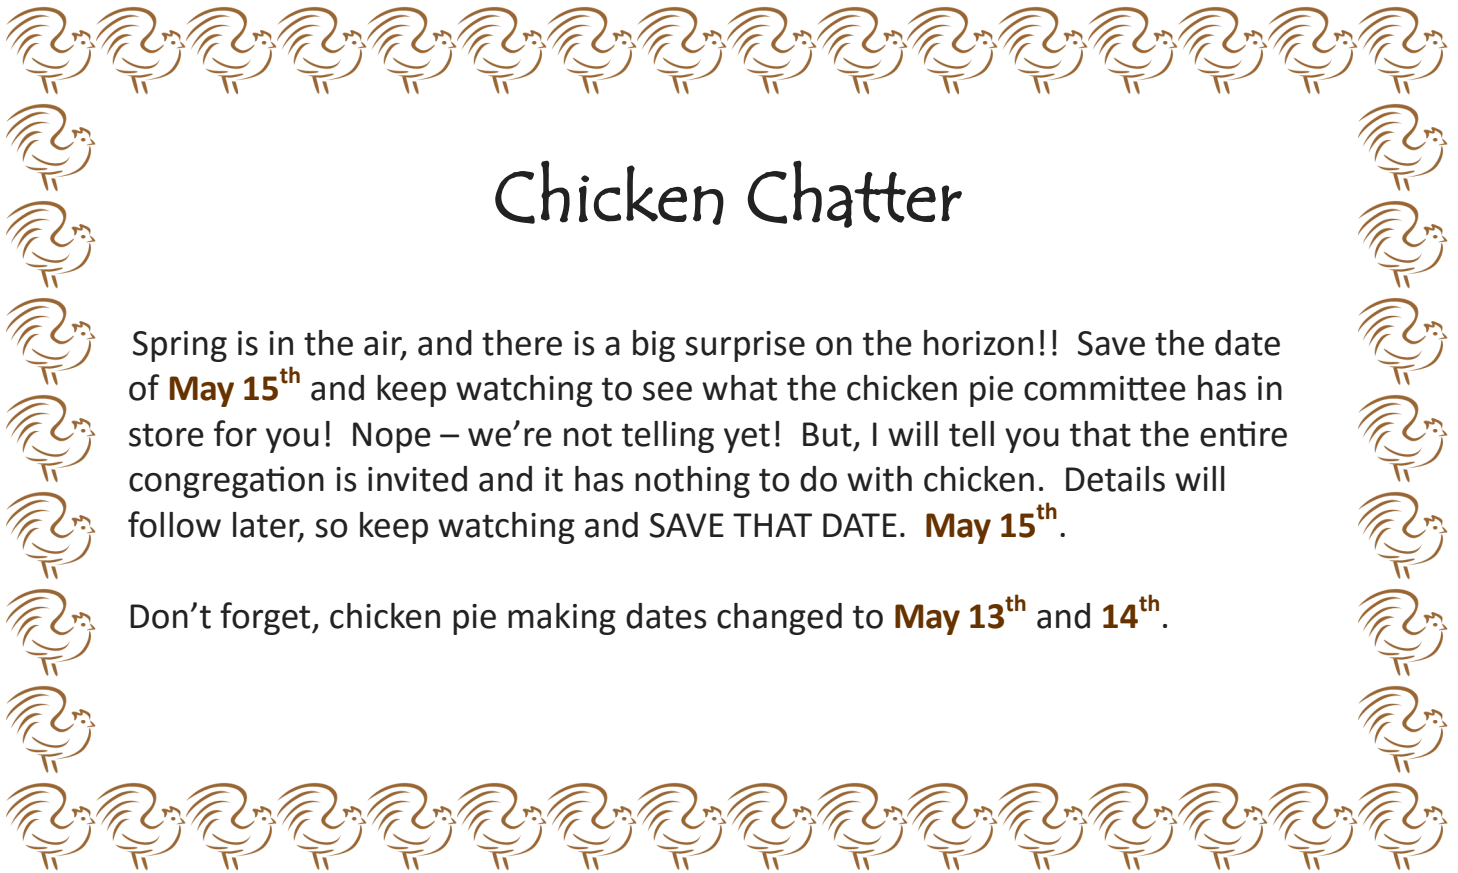 Chicken Chatter
Spring is in the air, and there is a big surprise on the horizon!!  Save the date
of May 15th and keep watching to see what the chicken pie committee has in
store for you!  Nope – we’re not telling yet!  But, I will tell you that the entire
congregation is invited and it has nothing to do with chicken.  Details will
follow later, so keep watching and SAVE THAT DATE.  May 15th.
Don’t forget, chicken pie making dates changed to May 13th and 14th.